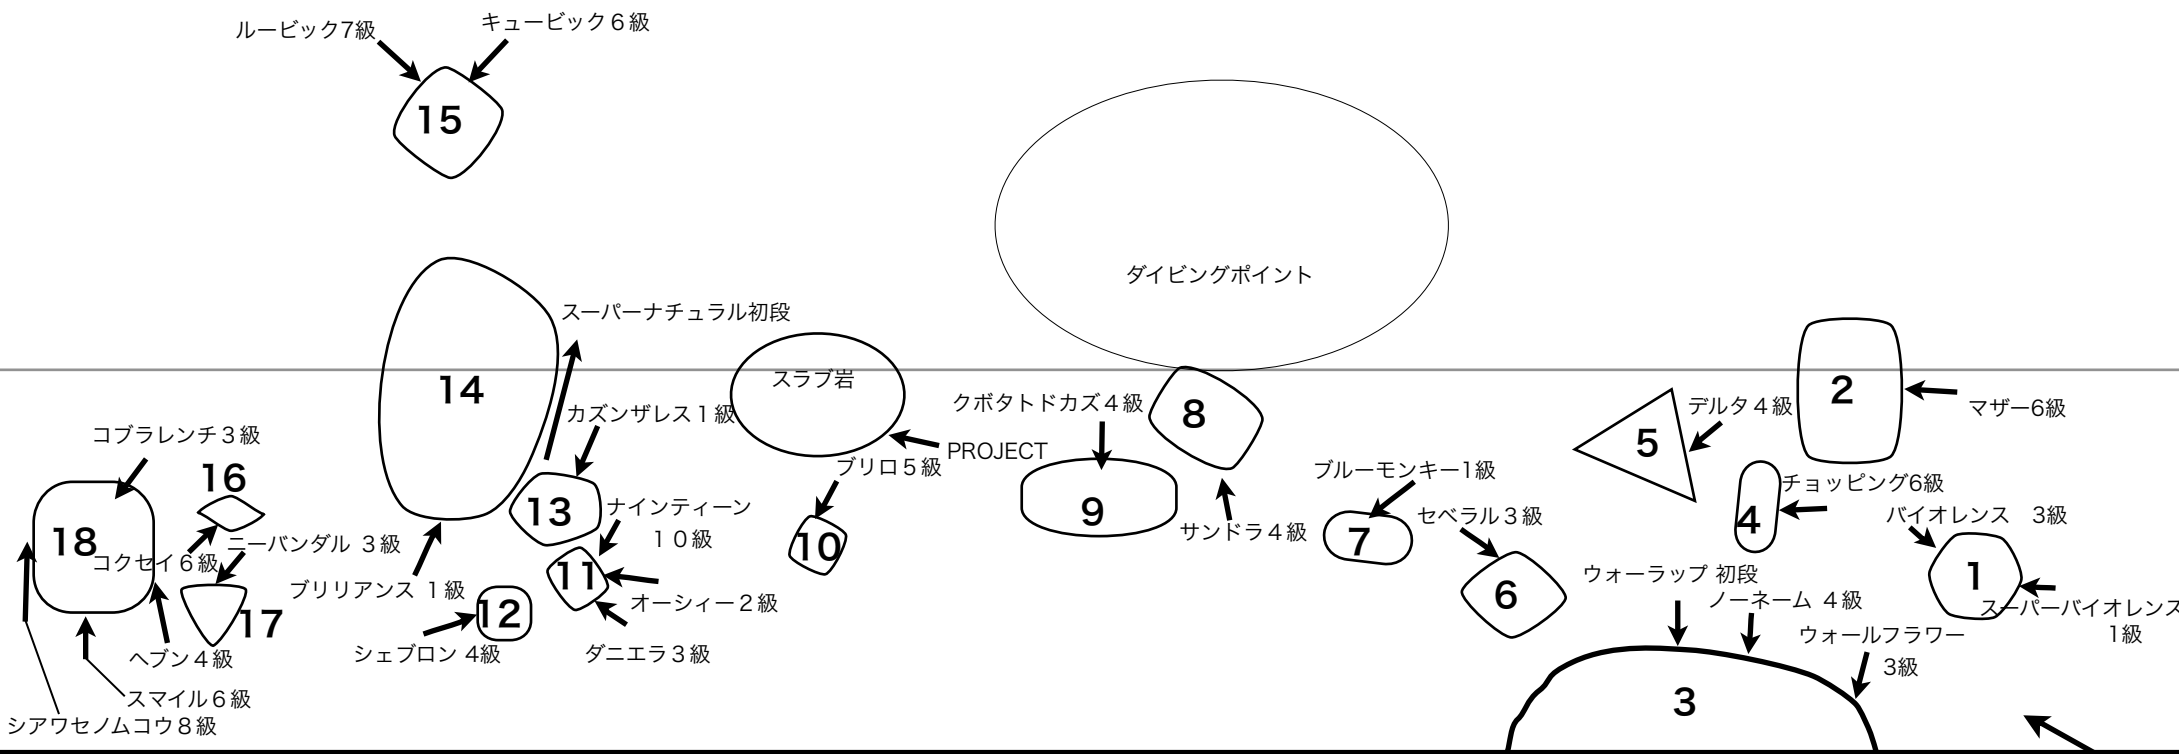 ルービック7級
キュービック６級
15
ダイビングポイント
スーパーナチュラル初段
スラブ岩
14
2
クボタトドカズ４級
8
デルタ４級
マザー6級
カズンザレス１級
コブラレンチ３級
PROJECT
5
ブリロ５級
ブルーモンキー1級
16
チョッピング6級
13
ナインティーン
１０級
9
セベラル３級
4
バイオレンス　3級
サンドラ４級
7
18
コクセイ６級
ニーバンダル ３級
10
11
1
ウォーラップ 初段
ブリリアンス １級
6
ノーネーム ４級
オーシィー２級
スーパーバイオレンス
1級
12
17
ウォールフラワー
3級
ヘブン４級
シェブロン 4級
ダニエラ３級
スマイル６級
3
シアワセノムコウ８級